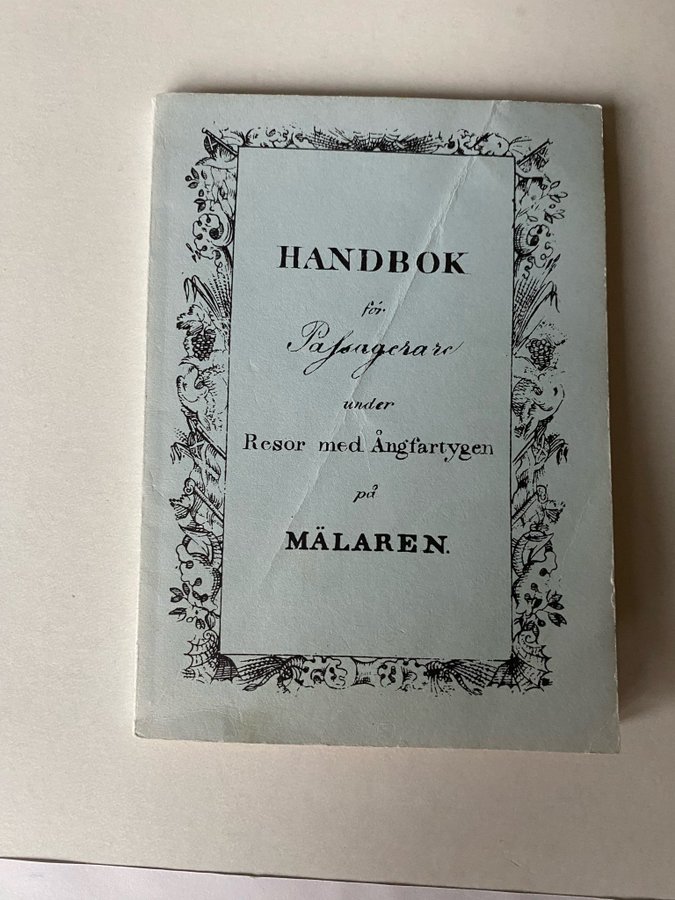 HANDBOK
för
Passagerare
under
Resor med Ångfartygen
på
MÄLAREN.